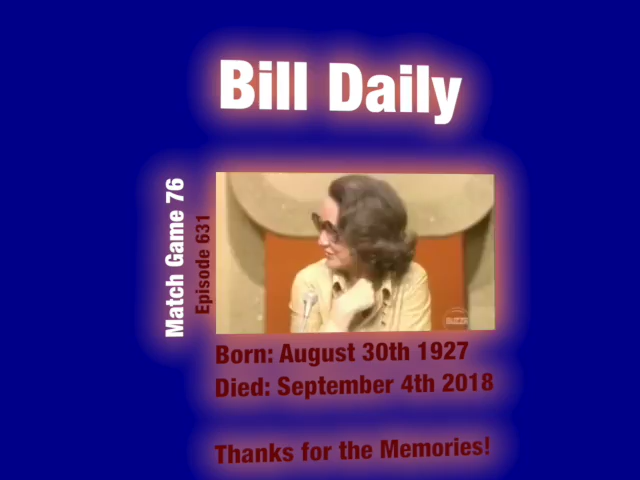 Bill Daily
Match Game 76
Episode 631
BUZZR
Born: August 30th 1927
Died: September 4th 2018
Thanks for the Memories!